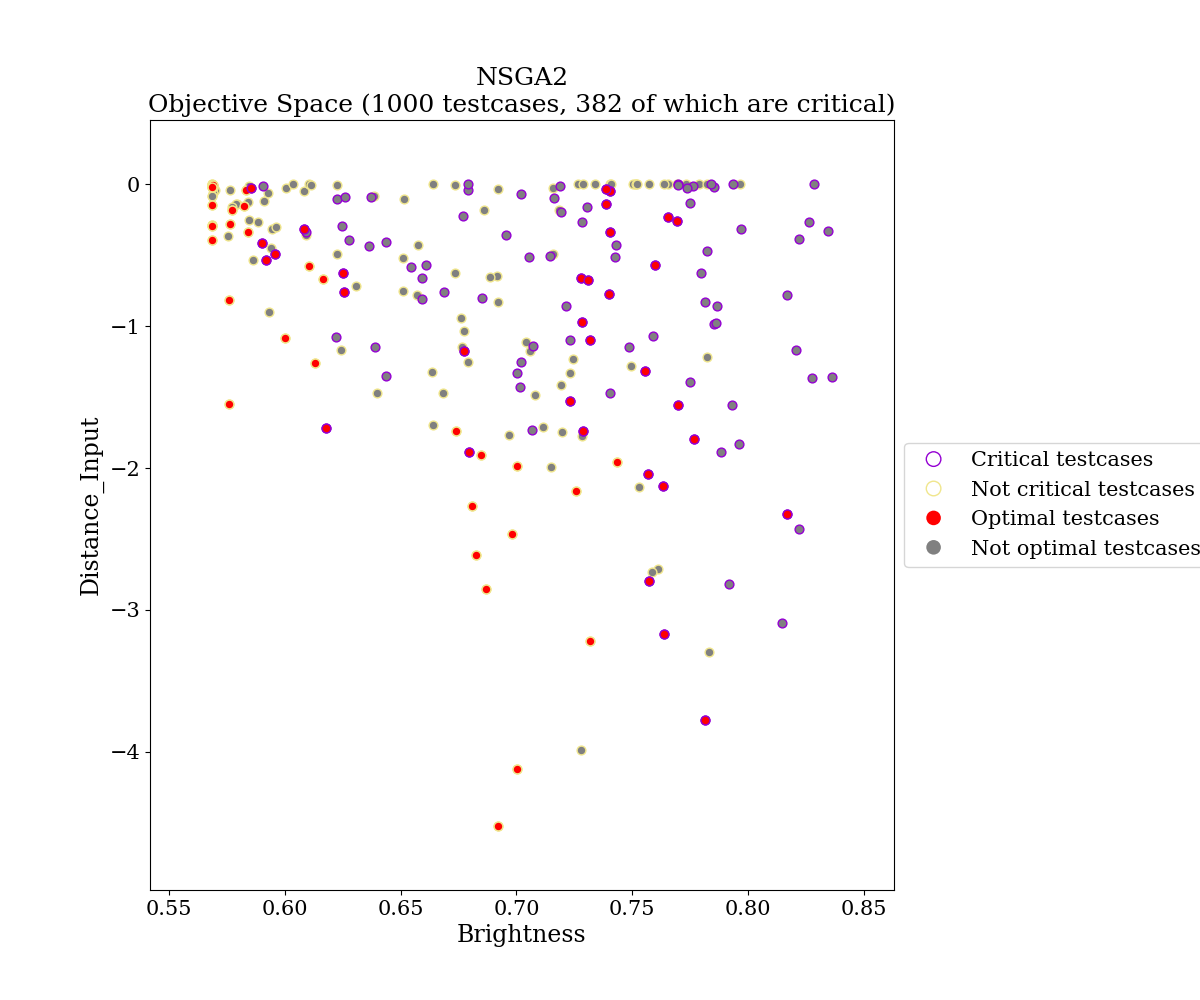 NSGA2
Objective Space (1000 testcases, 382 of which are critical)
0
−1
−2
−3
−4
Distance_Input
0.55 0.60 0.65 0.70 0.75 0.80 0.85
Brightness
Critical testcases
Not critical testcases
Optimal testcases
Not optimal testcases